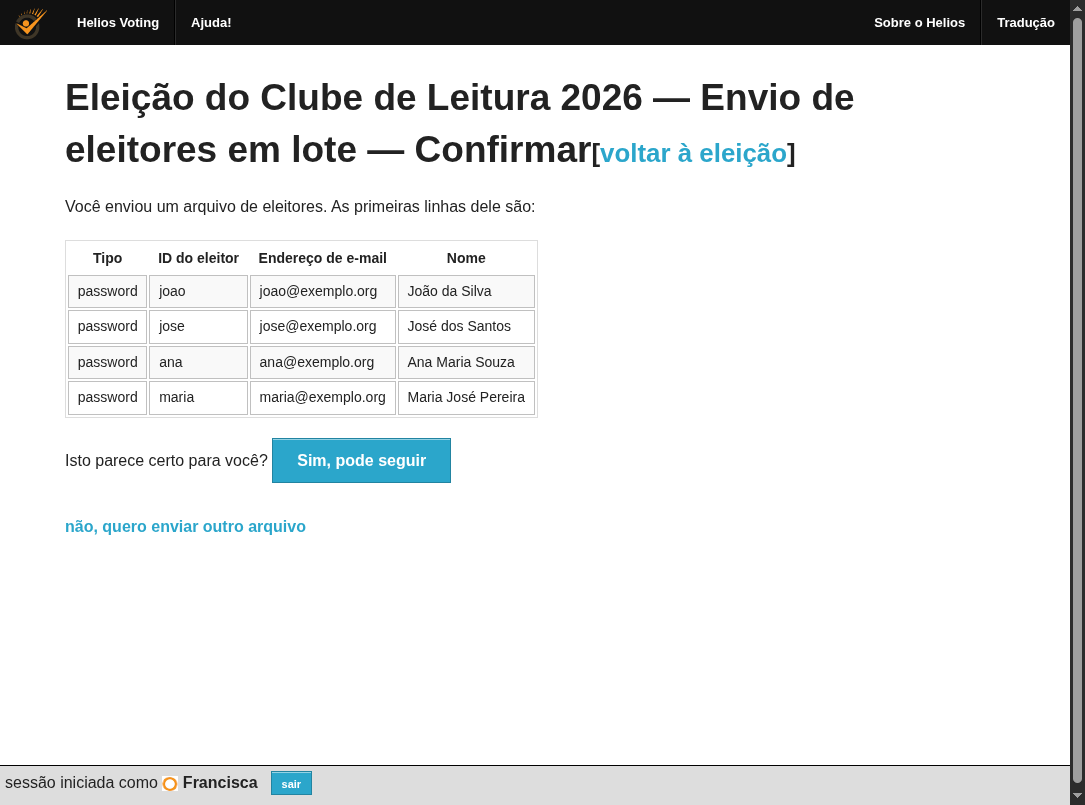 Helios Voting Ajuda! Sobre o Helios Tradução
Eleição do Clube de Leitura 2026 — Envio de
eleitores em lote — Confirmar[voltar à eleição]
Você enviou um arquivo de eleitores. As primeiras linhas dele são:
Tipo ID do eleitor Endereço de e-mail Nome
password joao joao@exemplo.org João da Silva
password jose jose@exemplo.org José dos Santos
password ana ana@exemplo.org Ana Maria Souza
password maria maria@exemplo.org Maria José Pereira
Isto parece certo para você? Sim, pode seguir
não, quero enviar outro arquivo
sessão iniciada como Francisca sair